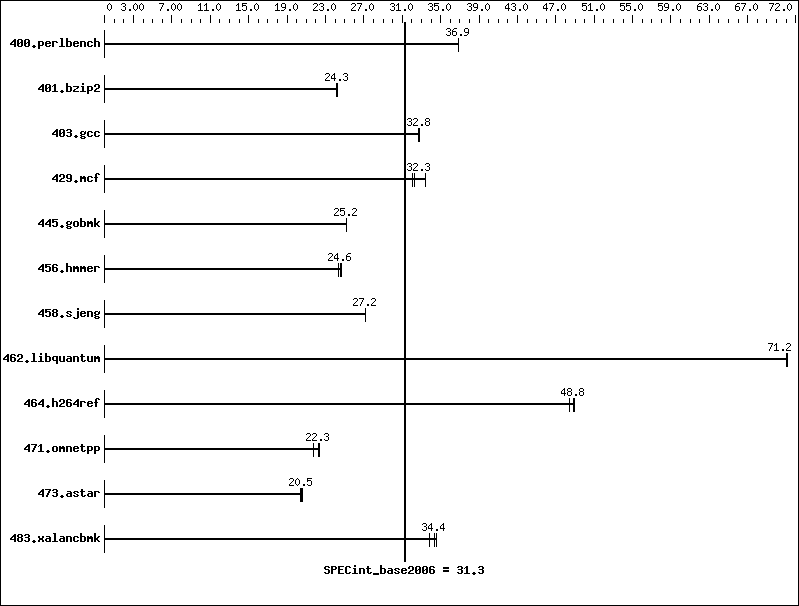 0 3.00 7.00 11.0 15.0 19.0 23.0 27.0 31.0 35.0 39.0 43.0 47.0 51.0 55.0 59.0 63.0 67.0 72.0
36.9
400.perlbench
24.3
401.bzip2
32.8
403.gcc
32.3
429.mcf
25.2
445.gobmk
24.6
456.hmmer
27.2
458.sjeng
71.2
462.libquantum
48.8
464.h264ref
22.3
471.omnetpp
20.5
473.astar
34.4
483.xalancbmk
SPECint_base2006 = 31.3